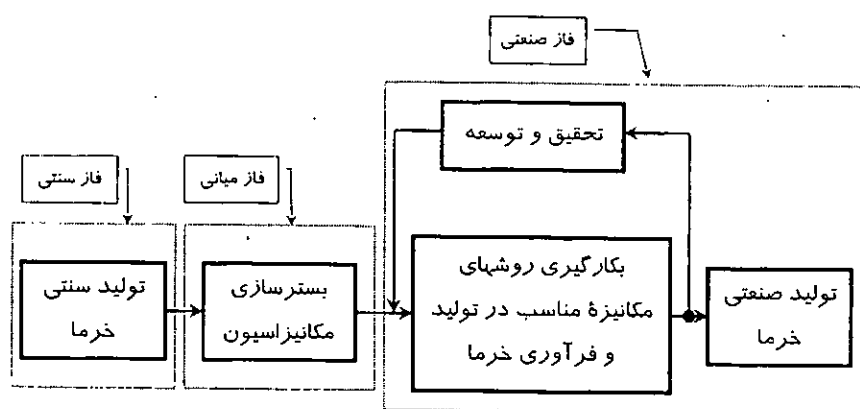 فاز صنعتی
تحقیق و توسعه
فاز میانی
فاز سنتی
تولید سنتی
خرما
بسترسازی
مکانیزاسیون
بکارگیری روشهای
مکانیزهٔ مناسب در تولید
و فرآوری خرما
تولید صنعتی
خرما